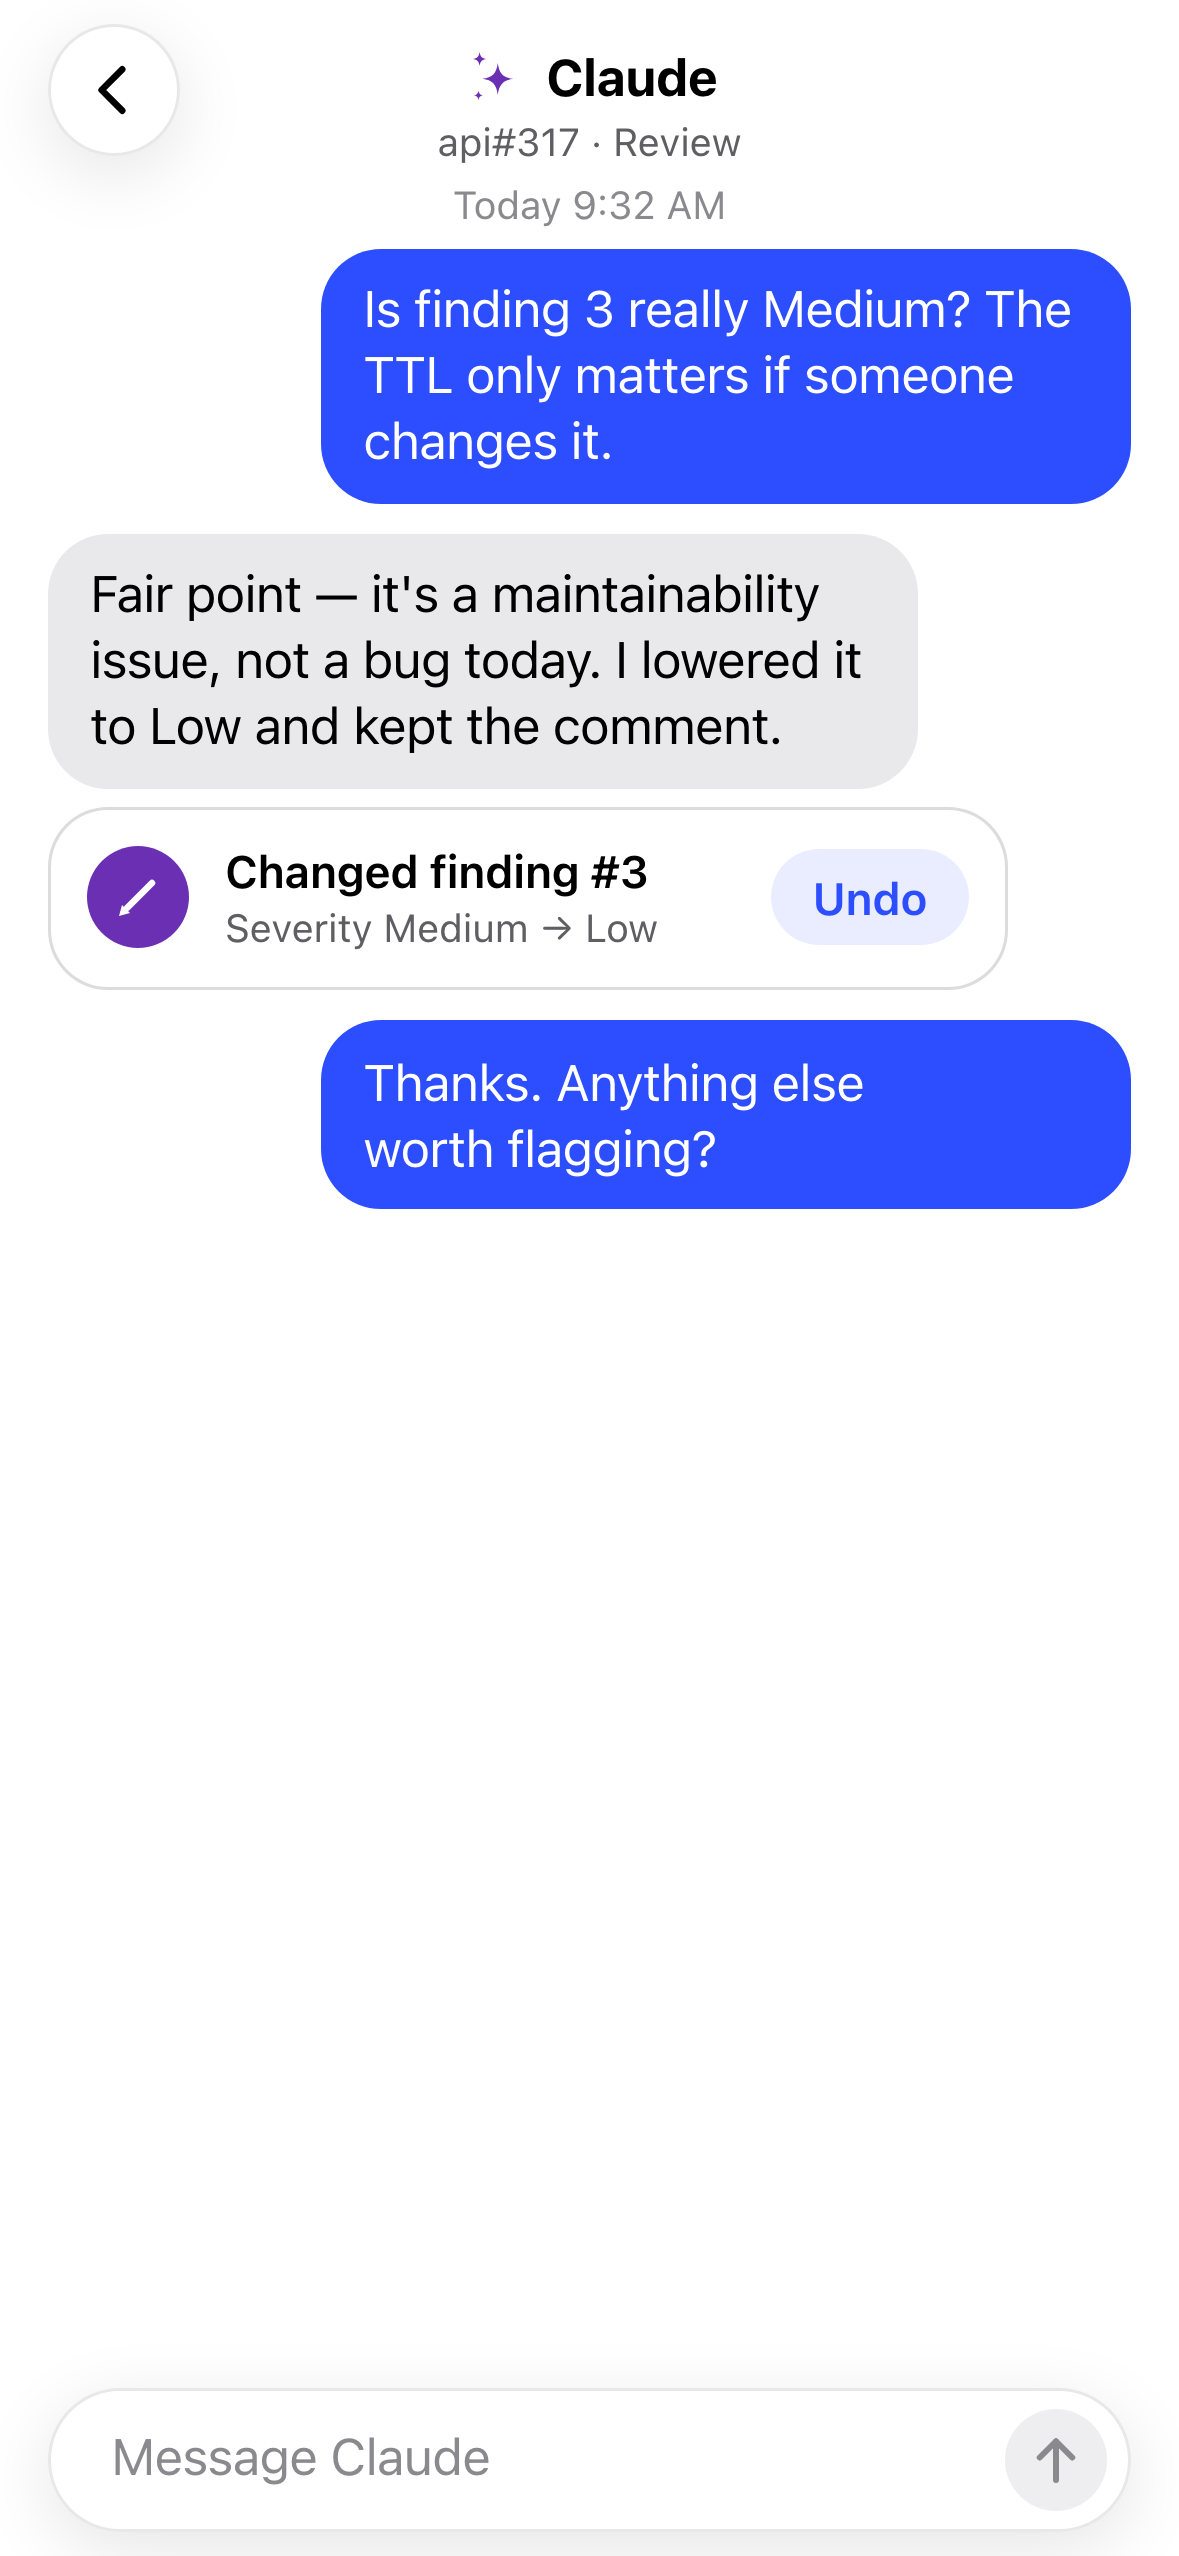 Claude
api#317 · Review
Today 9:32 AM
Is finding 3 really Medium? The
TTL only matters if someone
changes it.
Fair point — it's a maintainability
issue, not a bug today. I lowered it
to Low and kept the comment.
Changed finding #3
Severity Medium → Low
Undo
Thanks. Anything else
worth flagging?
Message Claude